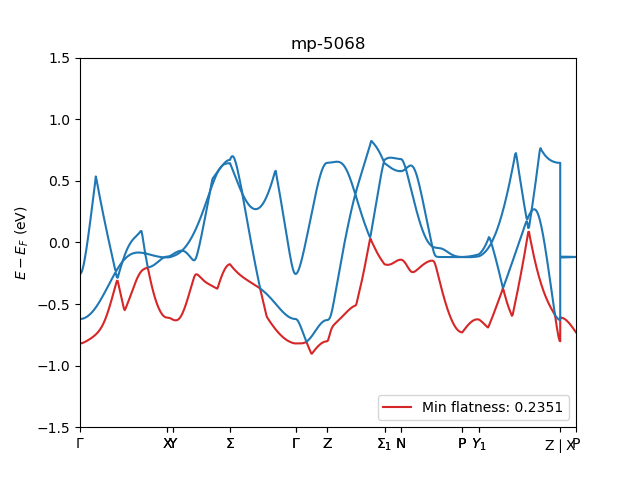 mp-5068
E − E_F (eV)
1.5
1.0
0.5
0.0
−0.5
−1.0
−1.5
Min flatness: 0.2351
Γ X Y Σ Γ Z Σ₁ N P Y₁ Z | X P